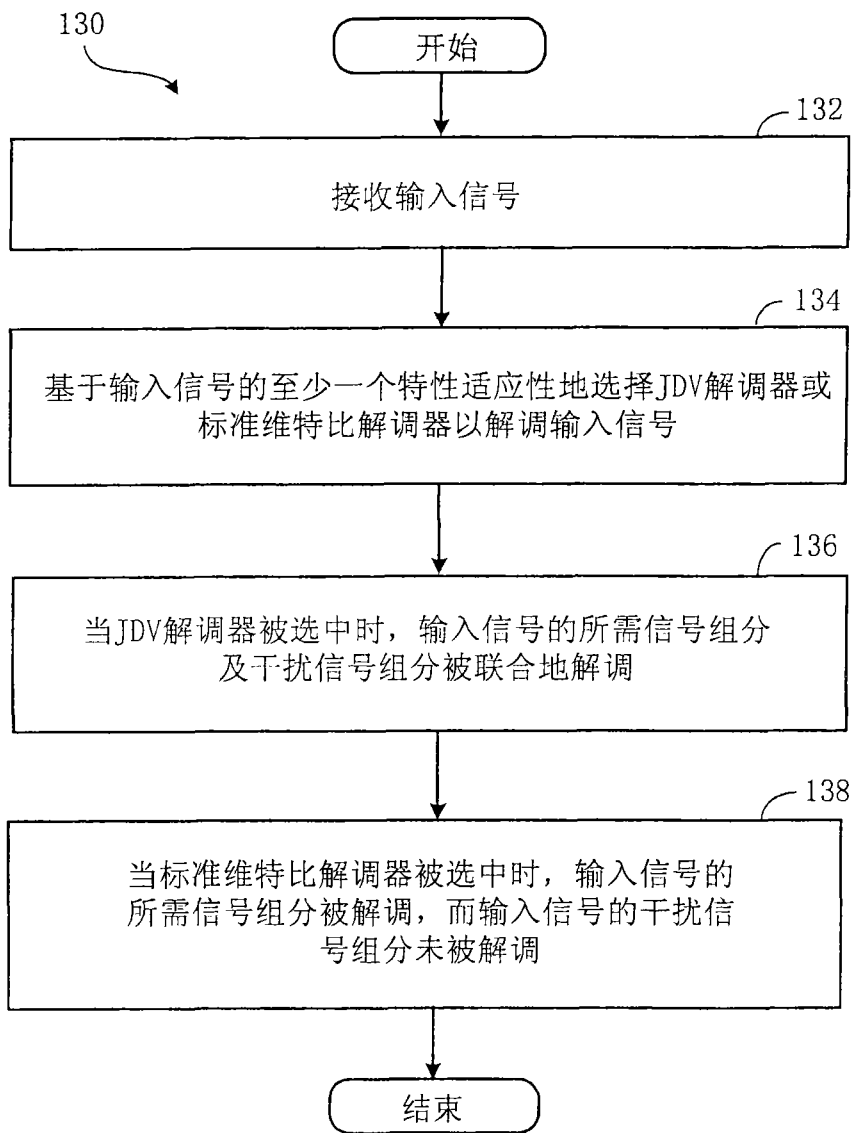 130
开始
132
接收输入信号
134
基于输入信号的至少一个特性适应性地选择JDV解调器或
标准维特比解调器以解调输入信号
136
当JDV解调器被选中时，输入信号的所需信号组分
及干扰信号组分被联合地解调
138
当标准维特比解调器被选中时，输入信号的
所需信号组分被解调，而输入信号的干扰信
号组分未被解调
结束